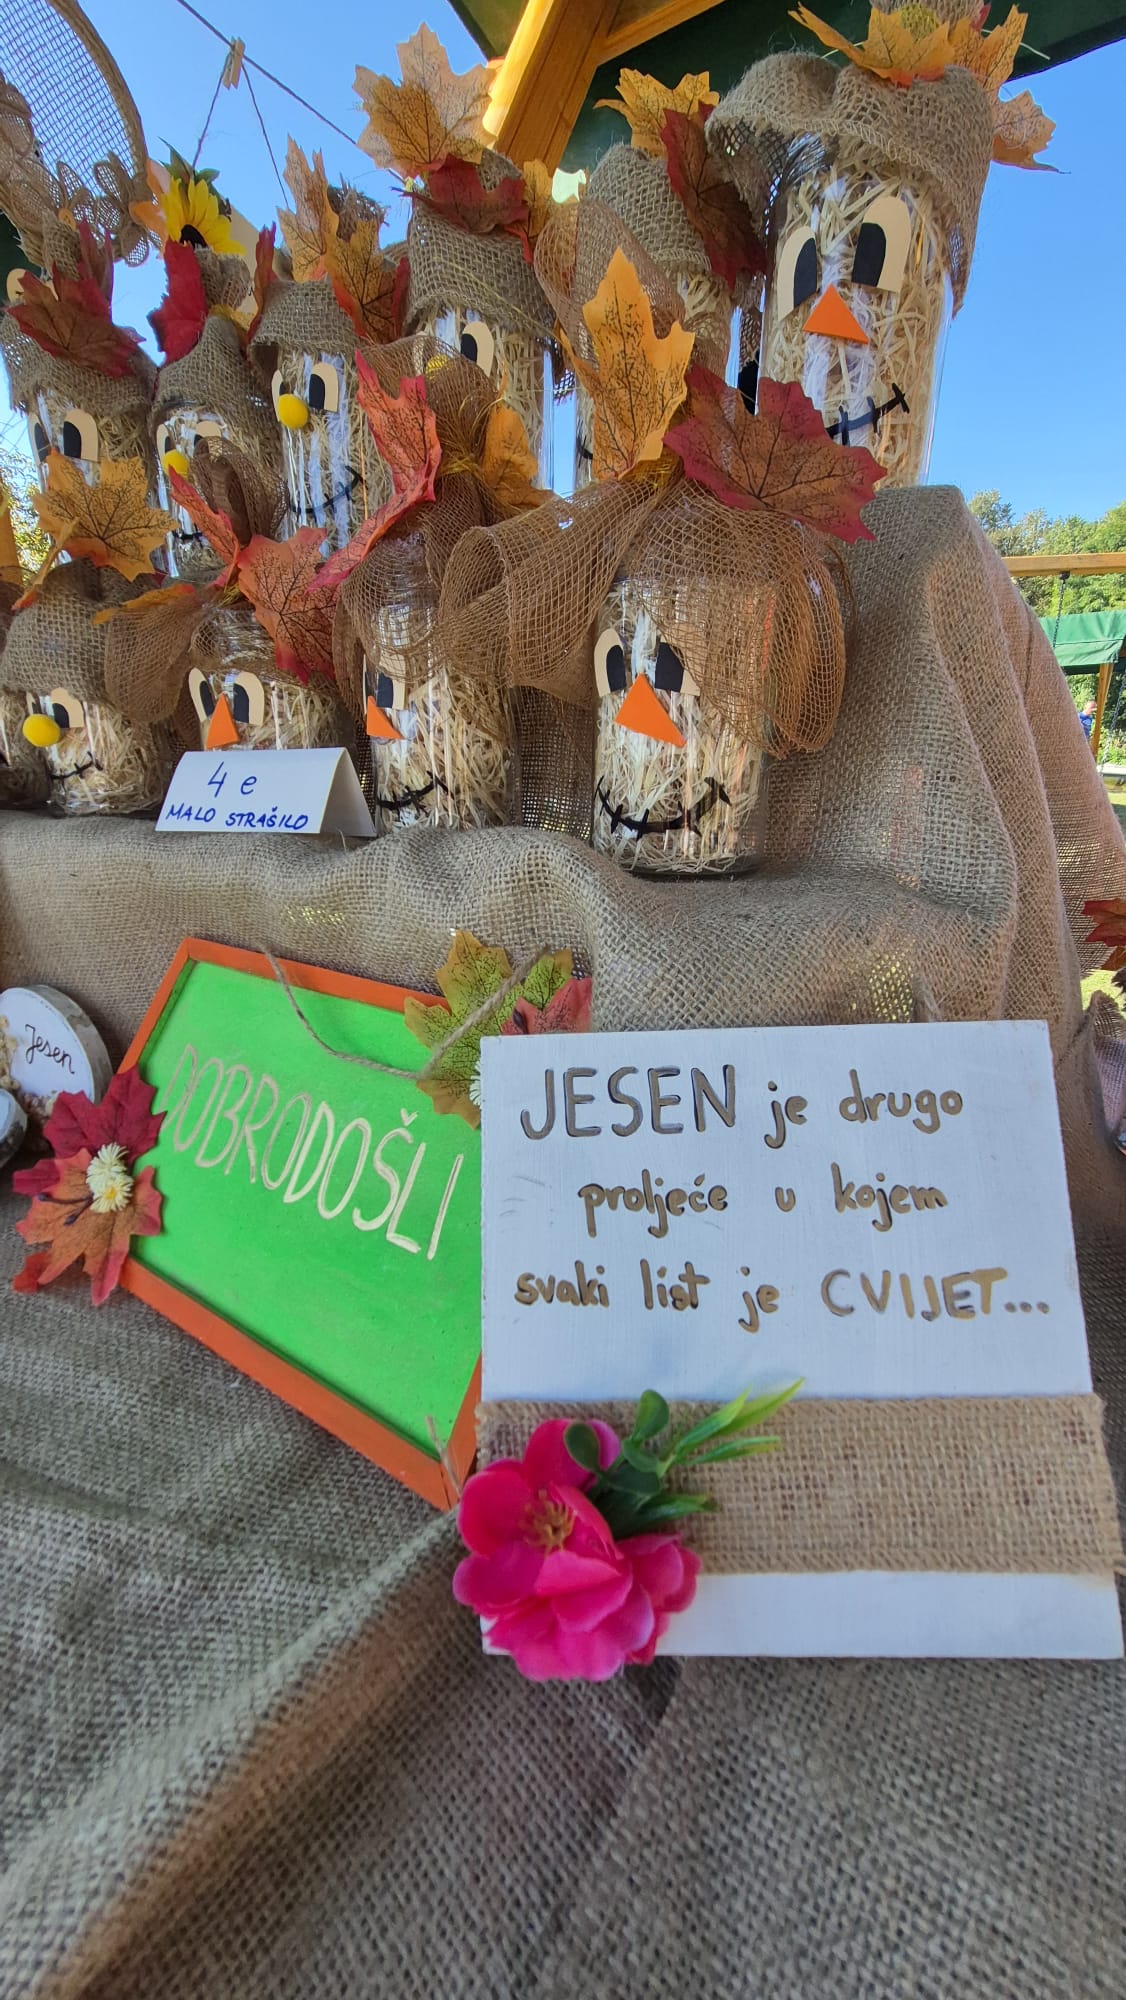 4 e
MALO STRAŠILO
Jesen
DOBRODOŠLI
JESEN je drugo
proljeće u kojem
svaki list je CVIJET...